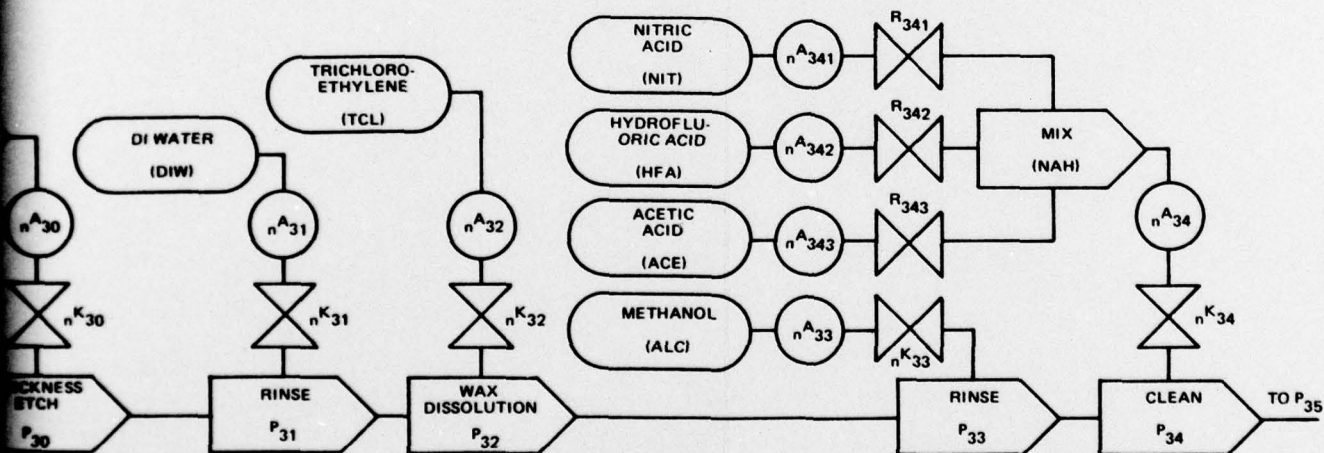 NITRIC
ACID
(NIT)
nA341
R341
TRICHLORO-
ETHYLENE
(TCL)
HYDROFLU-
ORIC ACID
(HFA)
nA342
R342
MIX
(NAH)
DI WATER
(DIW)
ACETIC
ACID
(ACE)
nA343
R343
nA30
nA31
nA32
nA34
METHANOL
(ALC)
nA33
nK33
nK30
nK31
nK32
nK34
ETCH
P30
RINSE
P31
WAX
DISSOLUTION
P32
RINSE
P33
CLEAN
P34
TO P35